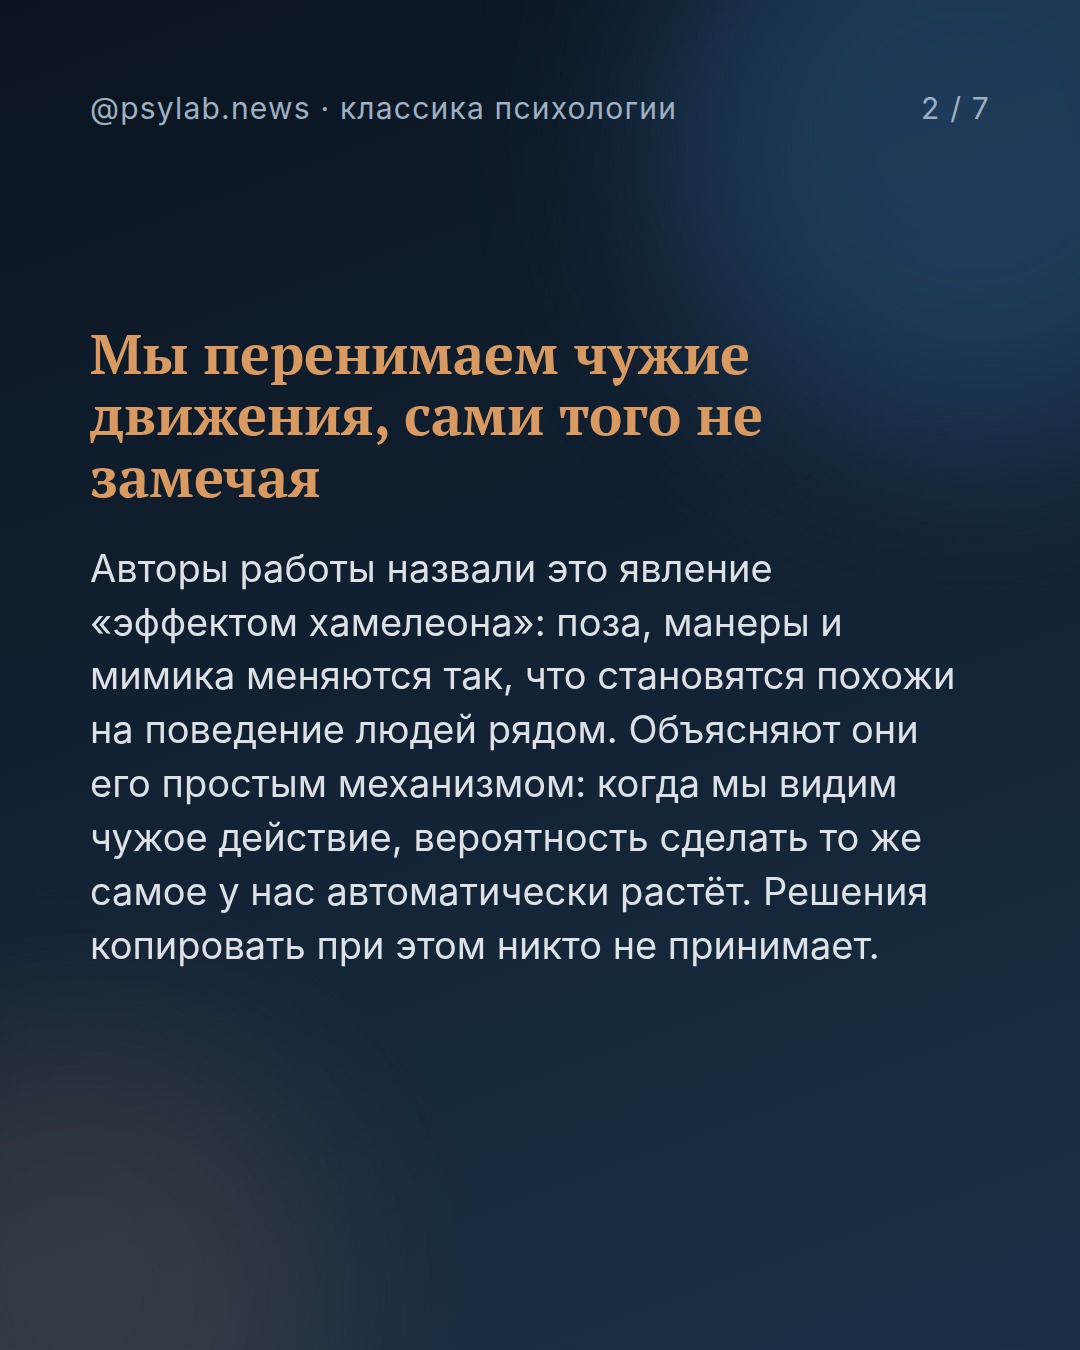 @psylab.news · классика психологии 2 / 7
Мы перенимаем чужие
движения, сами того не
замечая
Авторы работы назвали это явление
«эффектом хамелеона»: поза, манеры и
мимика меняются так, что становятся похожи
на поведение людей рядом. Объясняют они
его простым механизмом: когда мы видим
чужое действие, вероятность сделать то же
самое у нас автоматически растёт. Решения
копировать при этом никто не принимает.